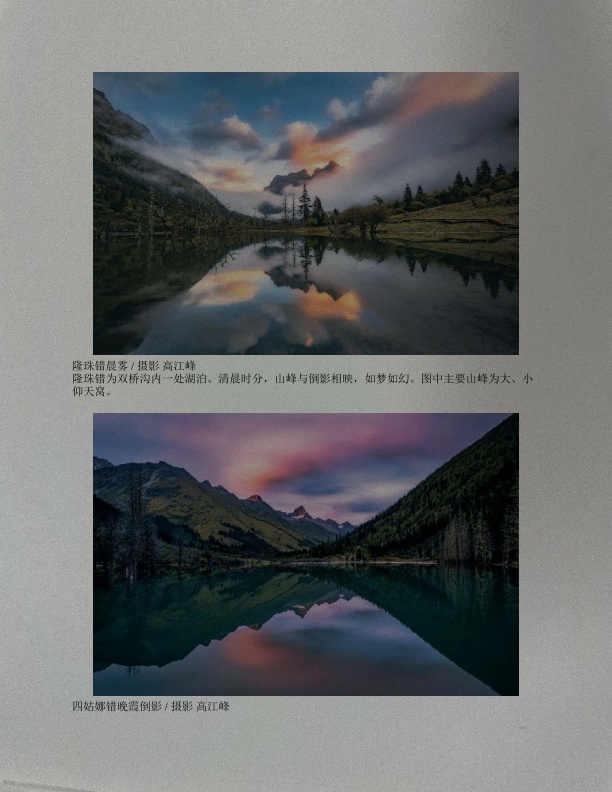 隆珠错晨雾 / 摄影 高江峰
隆珠错为双桥沟内一处湖泊。清晨时分，山峰与倒影相映，如梦如幻。图中主要山峰为大、小
仰天窝。
四姑娜错晚霞倒影 / 摄影 高江峰